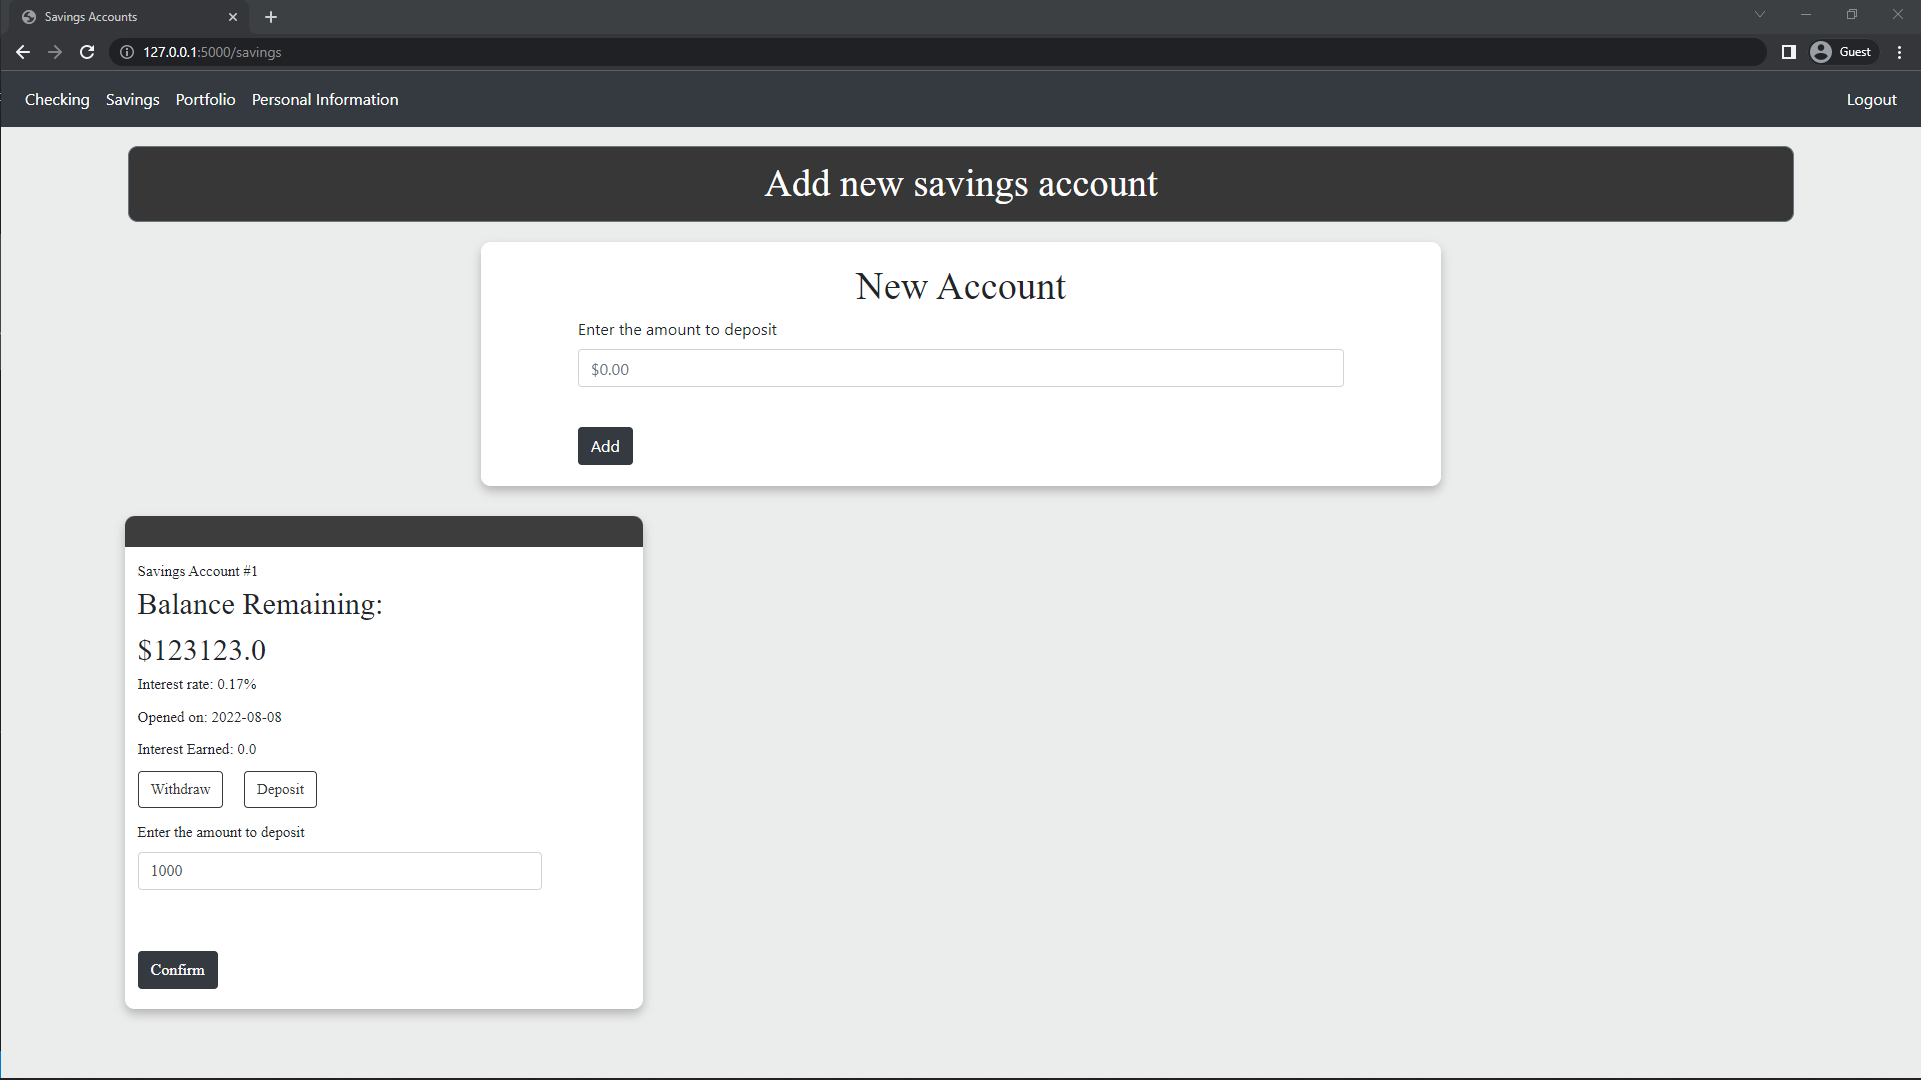 Savings Accounts
127.0.0.1:5000/savings
Guest
Checking Savings Portfolio Personal Information Logout
Add new savings account
New Account
Enter the amount to deposit
$0.00
Add
Savings Account #1
Balance Remaining:
$123123.0
Interest rate: 0.17%
Opened on: 2022-08-08
Interest Earned: 0.0
Withdraw Deposit
Enter the amount to deposit
1000
Confirm